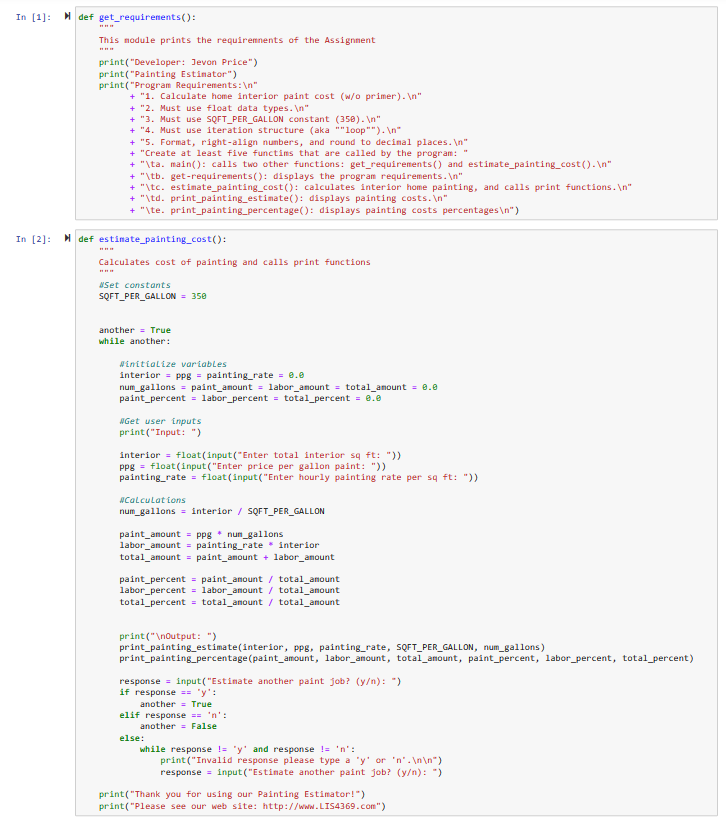 In [1]:
def get_requirements():
"""
This module prints the requiremnents of the Assignment
"""
print("Developer: Jevon Price")
print("Painting Estimator")
print("Program Requirements:\n"
+ "1. Calculate home interior paint cost (w/o primer).\n"
+ "2. Must use float data types.\n"
+ "3. Must use SQFT_PER_GALLON constant (350).\n"
+ "4. Must use iteration structure (aka ""loop"").\n"
+ "5. Format, right-align numbers, and round to decimal places.\n"
+ "Create at least five functims that are called by the program: "
+ "\ta. main(): calls two other functions: get_requirements() and estimate_painting_cost().\n"
+ "\tb. get-requirements(): displays the program requirements.\n"
+ "\tc. estimate_painting_cost(): calculates interior home painting, and calls print functions.\n"
+ "\td. print_painting_estimate(): displays painting costs.\n"
+ "\te. print_painting_percentage(): displays painting costs percentages\n")
In [2]:
def estimate_painting_cost():
"""
Calculates cost of painting and calls print functions
"""
#Set constants
SQFT_PER_GALLON = 350
another = True
while another:
#initialize variables
interior = ppg = painting_rate = 0.0
num_gallons = paint_amount = labor_amount = total_amount = 0.0
paint_percent = labor_percent = total_percent = 0.0
#Get user inputs
print("Input: ")
interior = float(input("Enter total interior sq ft: "))
ppg = float(input("Enter price per gallon paint: "))
painting_rate = float(input("Enter hourly painting rate per sq ft: "))
#Calculations
num_gallons = interior / SQFT_PER_GALLON
paint_amount = ppg * num_gallons
labor_amount = painting_rate * interior
total_amount = paint_amount + labor_amount
paint_percent = paint_amount / total_amount
labor_percent = labor_amount / total_amount
total_percent = total_amount / total_amount
print("\nOutput: ")
print_painting_estimate(interior, ppg, painting_rate, SQFT_PER_GALLON, num_gallons)
print_painting_percentage(paint_amount, labor_amount, total_amount, paint_percent, labor_percent, total_percent)
response = input("Estimate another paint job? (y/n): ")
if response == 'y':
another = True
elif response == 'n':
another = False
else:
while response != 'y' and response != 'n':
print("Invalid response please type a 'y' or 'n'.\n\n")
response = input("Estimate another paint job? (y/n): ")
print("Thank you for using our Painting Estimator!")
print("Please see our web site: http://www.LIS4369.com")